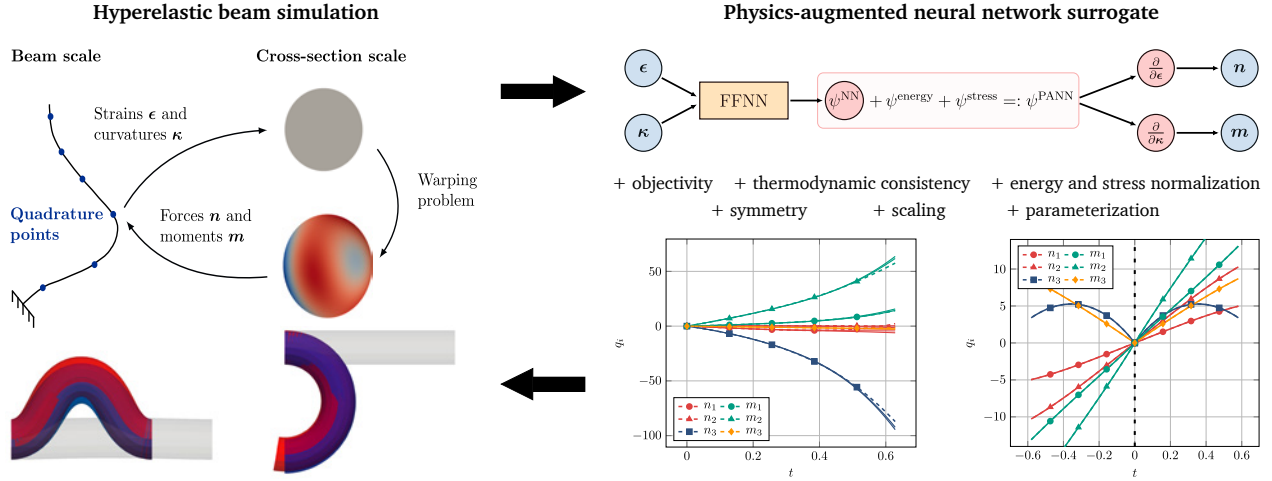 Hyperelastic beam simulation
Physics-augmented neural network surrogate
Beam scale
Cross-section scale
Strains ϵ and
curvatures κ
Warping
problem
Quadrature
points
Forces n and
moments m
ϵ
κ
FFNN
ψ^NN + ψ^energy + ψ^stress =: ψ^PANN
∂/∂ϵ
n
∂/∂κ
m
+ objectivity + thermodynamic consistency + energy and stress normalization
+ symmetry + scaling + parameterization
50
0
−50
−100
q_i
n₁ m₁
n₂ m₂
n₃ m₃
0 0.2 0.4 0.6
t
10
5
0
−5
−10
q_i
n₁ m₁
n₂ m₂
n₃ m₃
−0.6 −0.4 −0.2 0 0.2 0.4 0.6
t